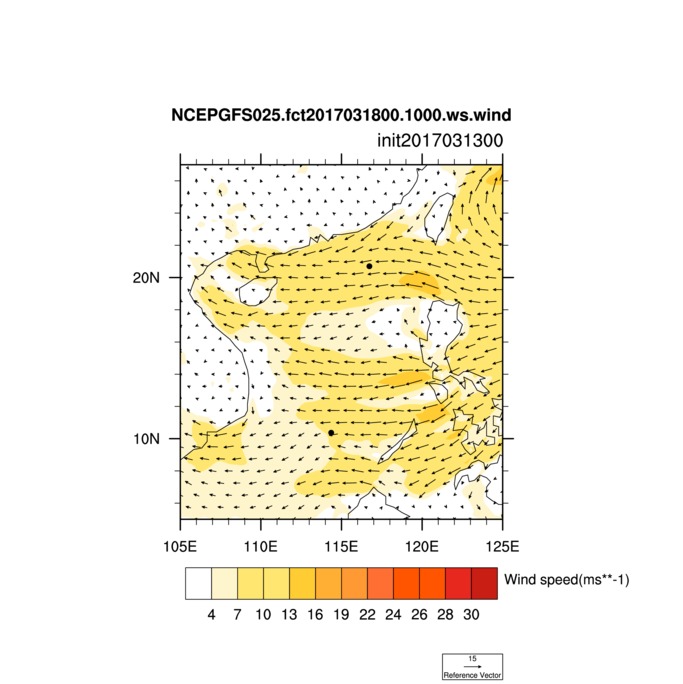 NCEPGFS025.fct2017031800.1000.ws.wind
init2017031300
20N
10N
105E 110E 115E 120E 125E
Wind speed(ms**-1)
4 7 10 13 16 19 22 24 26 28 30
15
Reference Vector